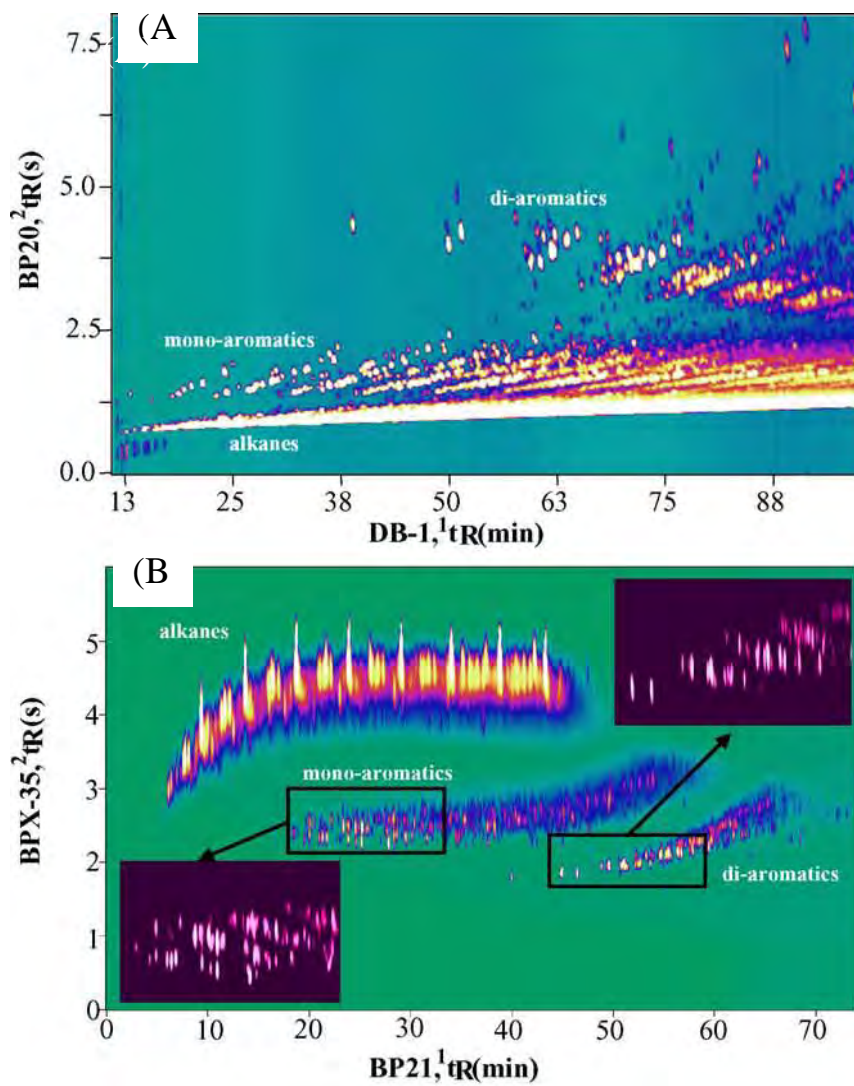 (A
7.5
5.0
2.5
0.0
BP20,²tR(s)
di-aromatics
mono-aromatics
alkanes
13 25 38 50 63 75 88
DB-1,¹tR(min)
(B
alkanes
5
4
3
2
1
0
BPX-35,²tR(s)
mono-aromatics
di-aromatics
0 10 20 30 40 50 60 70
BP21,¹tR(min)